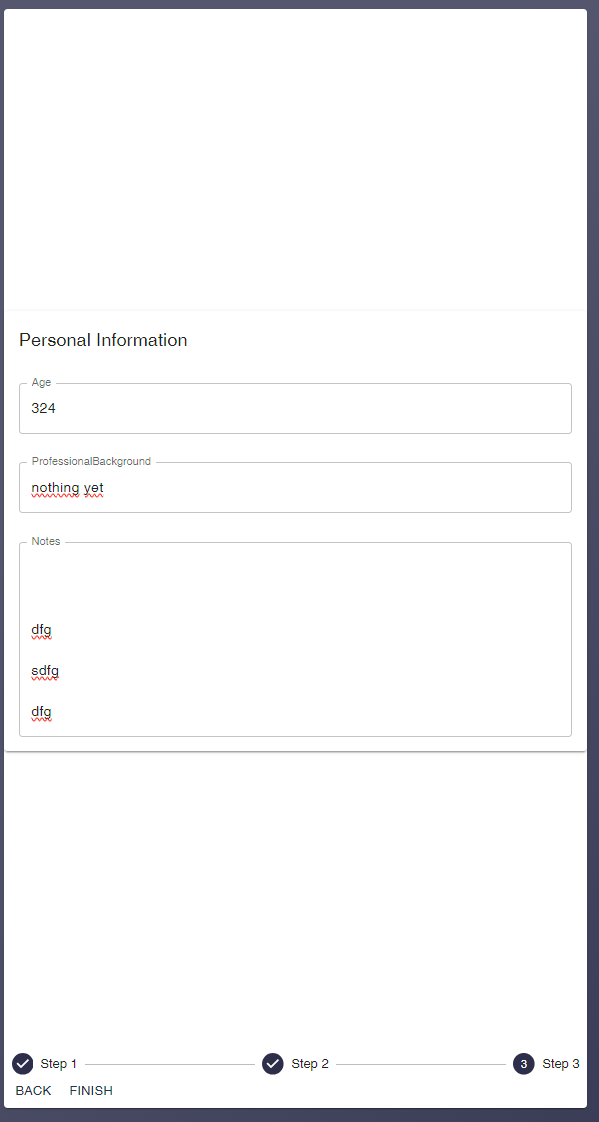 Personal Information
Age
324
ProfessionalBackground
nothing yet
Notes
dfg
sdfg
dfg
Step 1 Step 2 3 Step 3
BACK FINISH